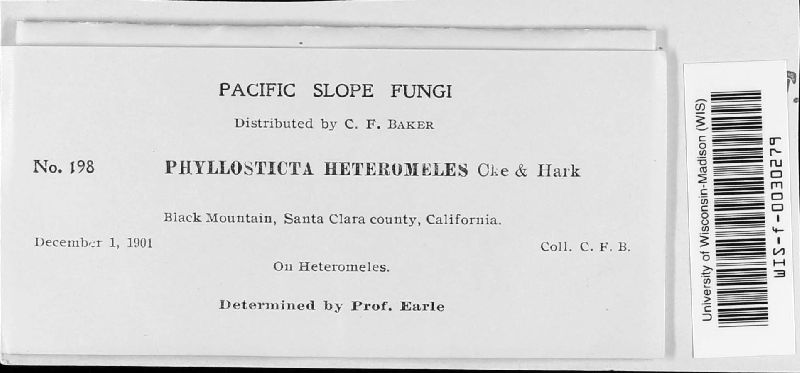 PACIFIC SLOPE FUNGI
Distributed by C. F. BAKER
No. 198 PHYLLOSTICTA HETEROMELES Cke & Hark
Black Mountain, Santa Clara county, California.
December 1, 1901 Coll. C. F. B.
On Heteromeles.
Determined by Prof. Earle
University of Wisconsin-Madison (WIS)
WIS-f-0030279